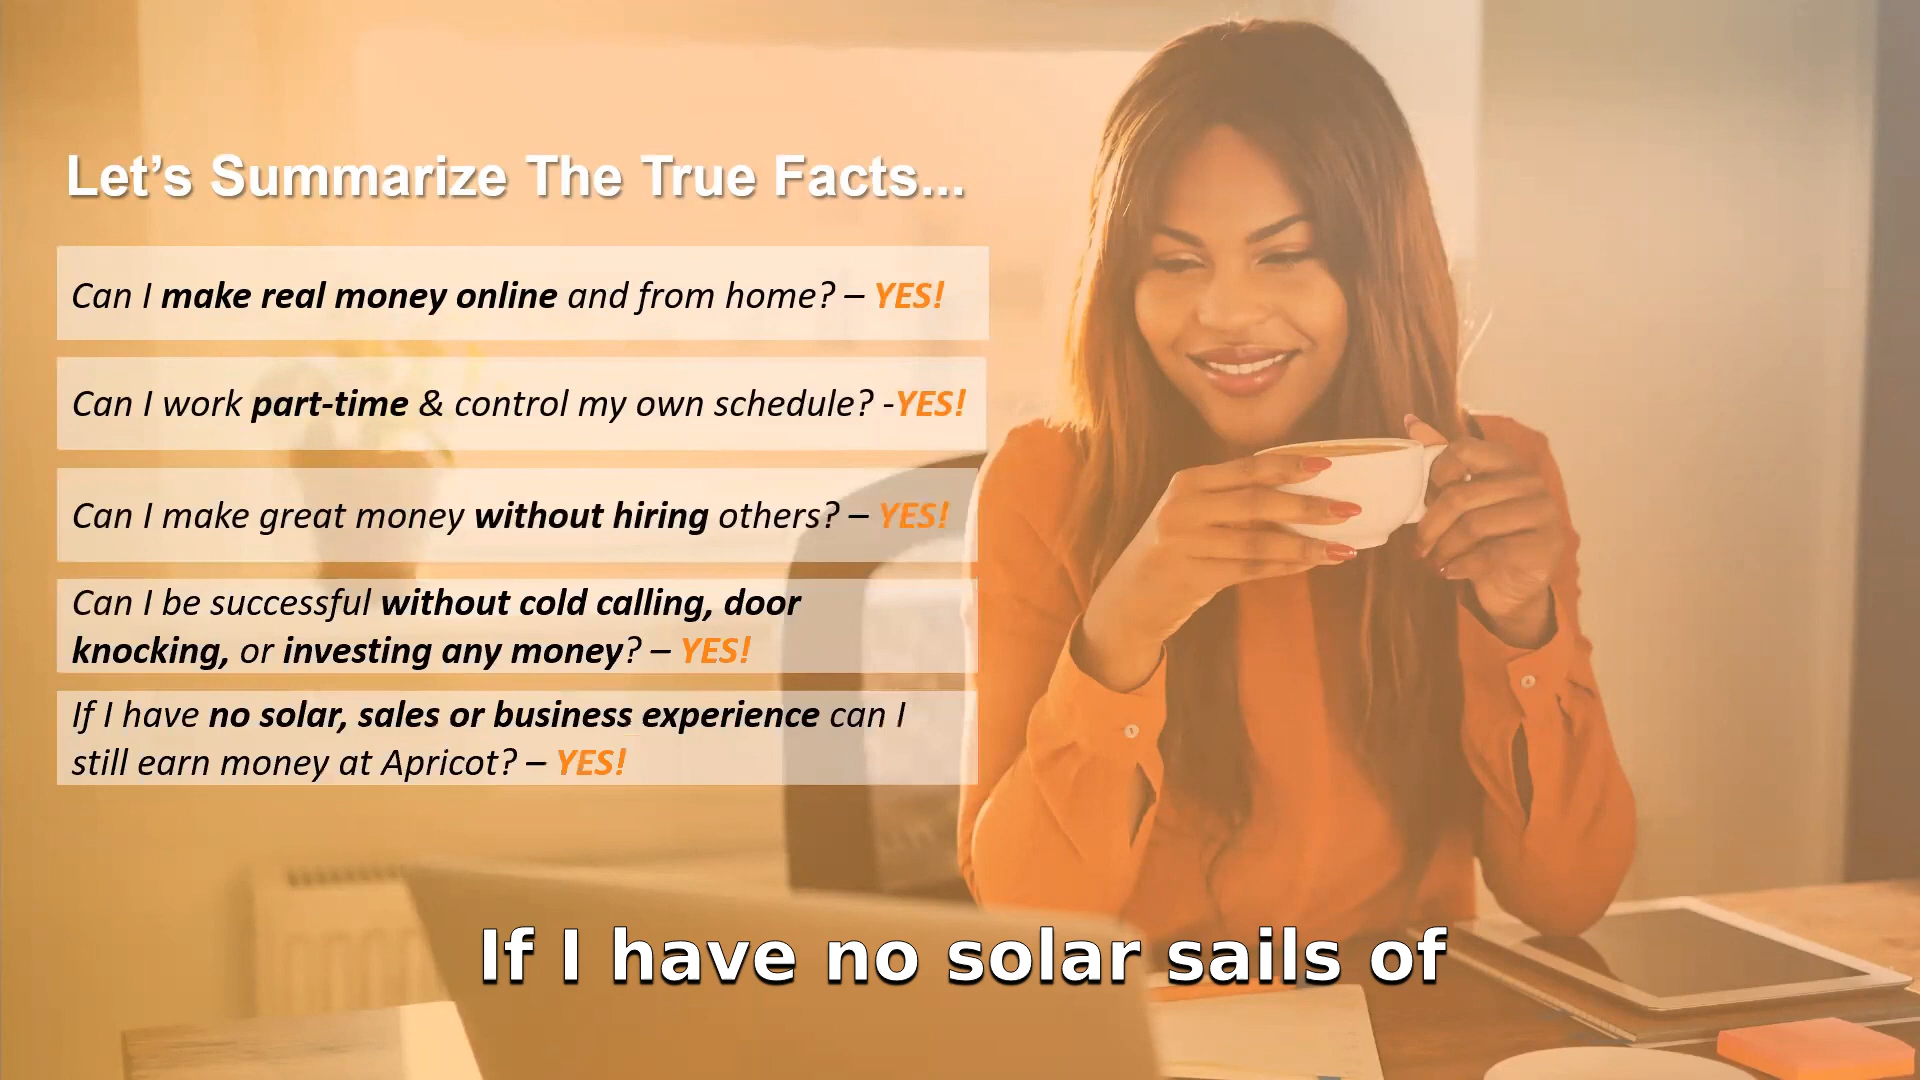 Let’s Summarize The True Facts...
Can I make real money online and from home? – YES!
Can I work part-time & control my own schedule? -YES!
Can I make great money without hiring others? – YES!
Can I be successful without cold calling, door
knocking, or investing any money? – YES!
If I have no solar, sales or business experience can I
still earn money at Apricot? – YES!
If I have no solar sails of